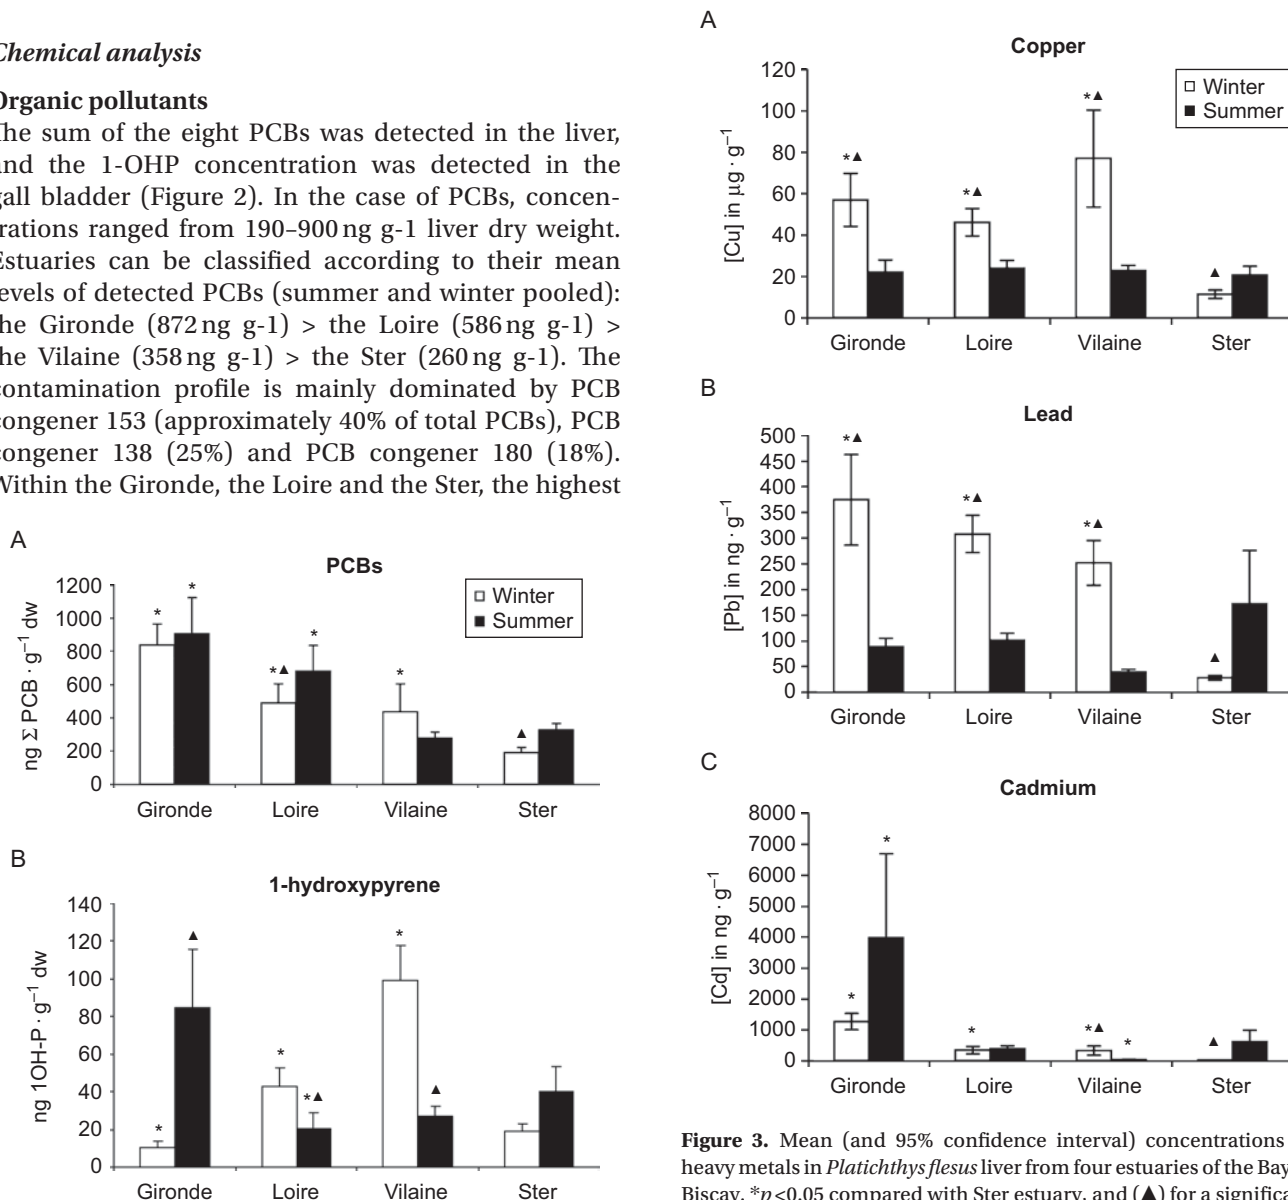 Chemical analysis
Organic pollutants
The sum of the eight PCBs was detected in the liver,
and the 1-OHP concentration was detected in the
gall bladder (Figure 2). In the case of PCBs, concen-
trations ranged from 190–900 ng g-1 liver dry weight.
Estuaries can be classified according to their mean
levels of detected PCBs (summer and winter pooled):
the Gironde (872 ng g-1) > the Loire (586 ng g-1) >
the Vilaine (358 ng g-1) > the Ster (260 ng g-1). The
contamination profile is mainly dominated by PCB
congener 153 (approximately 40% of total PCBs), PCB
congener 138 (25%) and PCB congener 180 (18%).
Within the Gironde, the Loire and the Ster, the highest
A
PCBs
ng Σ PCB · g⁻¹ dw
1200
1000
800
600
400
200
0
* * *▲ * * ▲
Winter
Summer
Gironde Loire Vilaine Ster
B
1-hydroxypyrene
ng 1OH-P · g⁻¹ dw
140
120
100
80
60
40
20
0
* ▲ * *▲ * ▲
Gironde Loire Vilaine Ster
A
Copper
[Cu] in µg · g⁻¹
120
100
80
60
40
20
0
*▲ *▲ *▲ ▲
Winter
Summer
Gironde Loire Vilaine Ster
B
Lead
[Pb] in ng · g⁻¹
500
450
400
350
300
250
200
150
100
50
0
*▲ *▲ *▲ ▲
Gironde Loire Vilaine Ster
C
Cadmium
[Cd] in ng · g⁻¹
8000
7000
6000
5000
4000
3000
2000
1000
0
* * * *▲ * ▲
Gironde Loire Vilaine Ster
Figure 3. Mean (and 95% confidence interval) concentrations
heavy metals in Platichthys flesus liver from four estuaries of the Bay
Biscay. *p<0.05 compared with Ster estuary, and (▲) for a significa